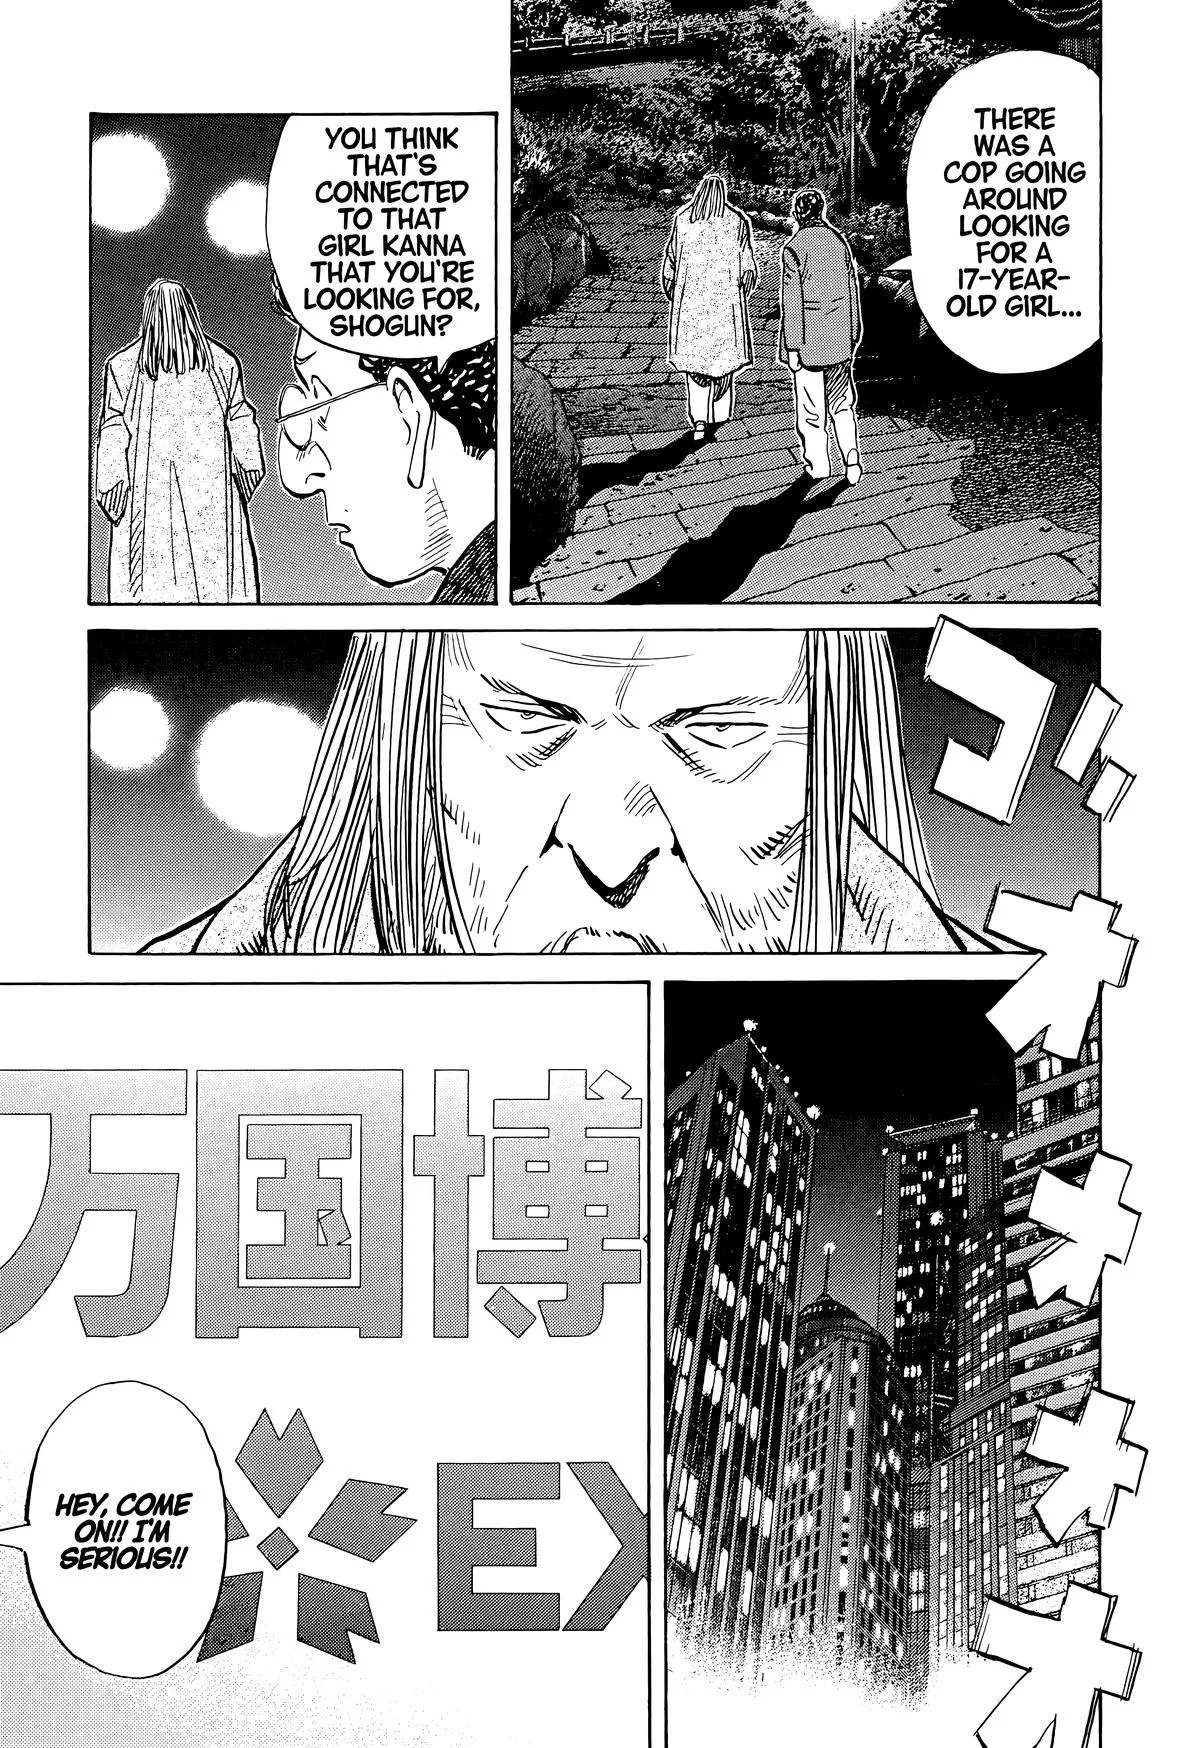 THERE
WAS A
COP GOING
AROUND
LOOKING
FOR A
17-YEAR-
OLD GIRL...
YOU THINK
THAT'S
CONNECTED
TO THAT
GIRL KANNA
THAT YOU'RE
LOOKING FOR,
SHOGUN?
ゴオオオオ
万国博
EX
HEY, COME
ON!! I'M
SERIOUS!!